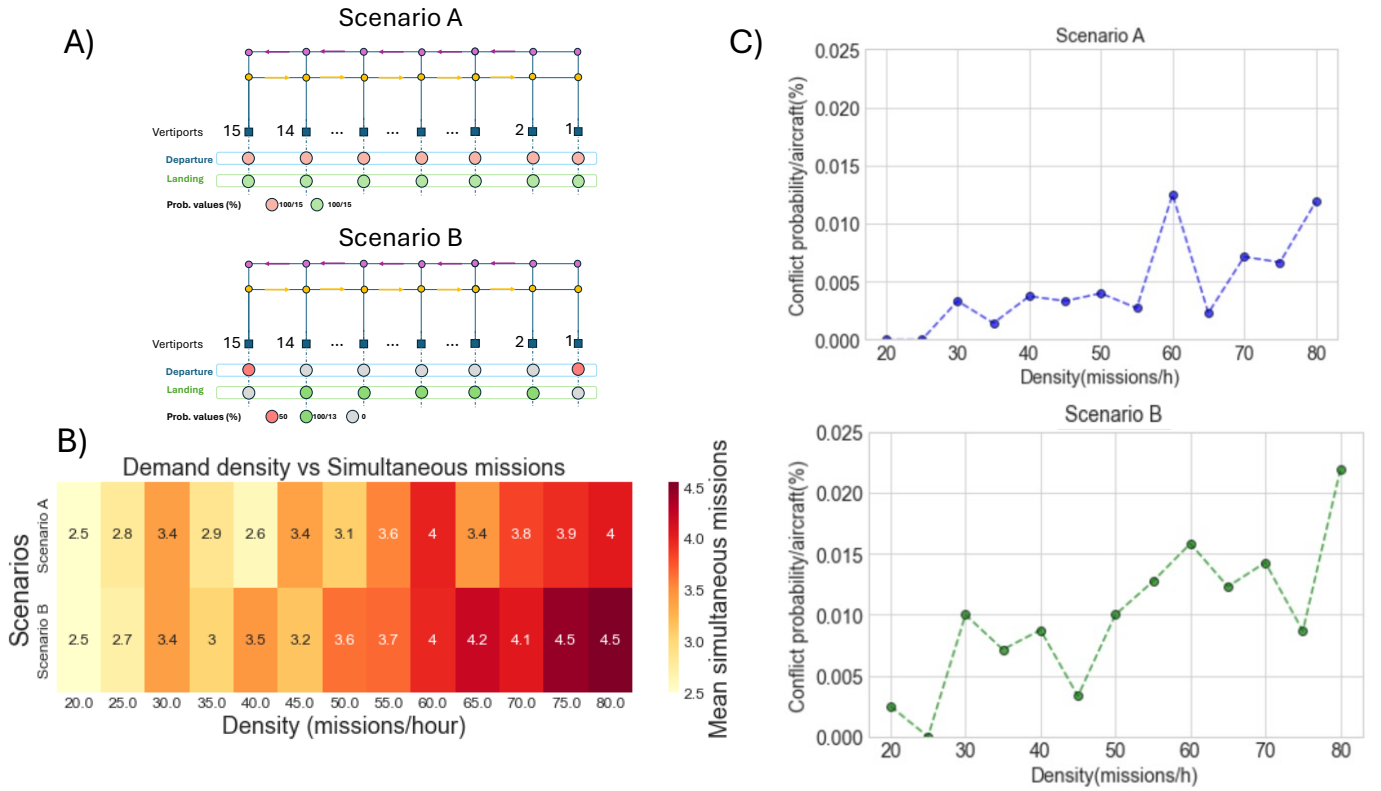 A)
Scenario A
Vertiports 15 14 ... ... ... 2 1
Departure
Landing
Prob. values (%) 100/15 100/15
Scenario B
Vertiports 15 14 ... ... ... 2 1
Departure
Landing
Prob. values (%) 50 100/13 0
B)
Demand density vs Simultaneous missions
Scenarios
Scenario A
2.5 2.8 3.4 2.9 2.6 3.4 3.1 3.6 4 3.4 3.8 3.9 4
Scenario B
2.5 2.7 3.4 3 3.5 3.2 3.6 3.7 4 4.2 4.1 4.5 4.5
20.0 25.0 30.0 35.0 40.0 45.0 50.0 55.0 60.0 65.0 70.0 75.0 80.0
Density (missions/hour)
4.5
4.0
3.5
3.0
2.5
Mean simultaneous missions
C)
Scenario A
Conflict probability/aircraft(%)
0.025
0.020
0.015
0.010
0.005
0.000
20 30 40 50 60 70 80
Density(missions/h)
Scenario B
Conflict probability/aircraft(%)
0.025
0.020
0.015
0.010
0.005
0.000
20 30 40 50 60 70 80
Density(missions/h)